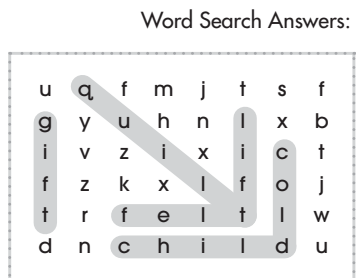 Word Search Answers:
u q f m j t s f
g y u h n l x b
i v z i x i c t
f z k x l f o j
t r f e l t l w
d n c h i l d u